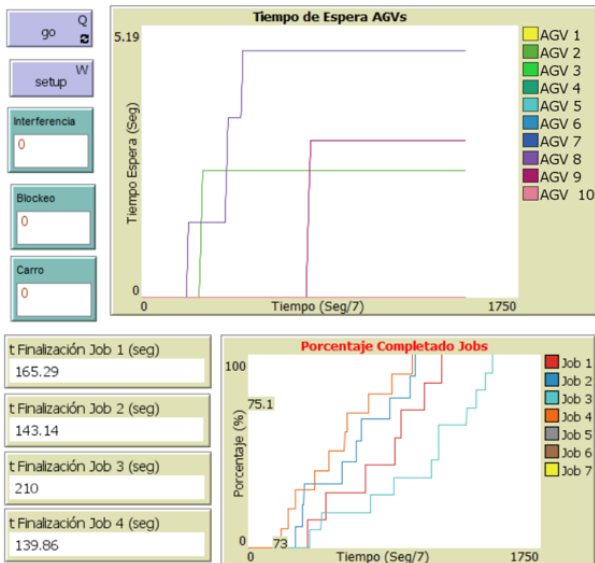 Q
go
W
setup
Interferencia
0
Blockeo
0
Carro
0
Tiempo de Espera AGVs
5.19
Tiempo Espera (Seg)
0
0
Tiempo (Seg/7)
1750
AGV 1
AGV 2
AGV 3
AGV 4
AGV 5
AGV 6
AGV 7
AGV 8
AGV 9
AGV 10
t Finalización Job 1 (seg)
165.29
t Finalización Job 2 (seg)
143.14
t Finalización Job 3 (seg)
210
t Finalización Job 4 (seg)
139.86
Porcentaje Completado Jobs
100
75.1
Porcentaje (%)
0
73
0
Tiempo (Seg/7)
1750
Job 1
Job 2
Job 3
Job 4
Job 5
Job 6
Job 7